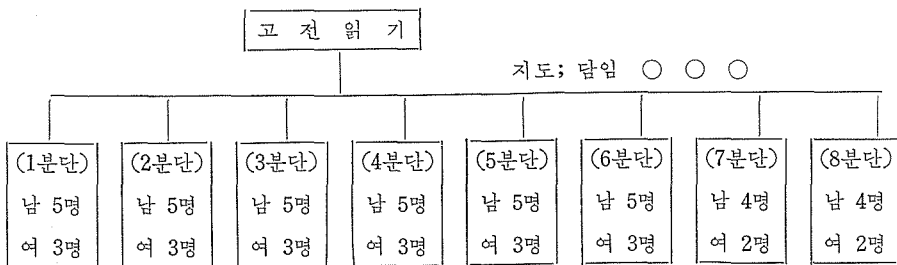 고 전 읽 기
지도; 담임 ○ ○ ○
(1분단) (2분단) (3분단) (4분단) (5분단) (6분단) (7분단) (8분단)
남 5명 남 5명 남 5명 남 5명 남 5명 남 5명 남 4명 남 4명
여 3명 여 3명 여 3명 여 3명 여 3명 여 3명 여 2명 여 2명